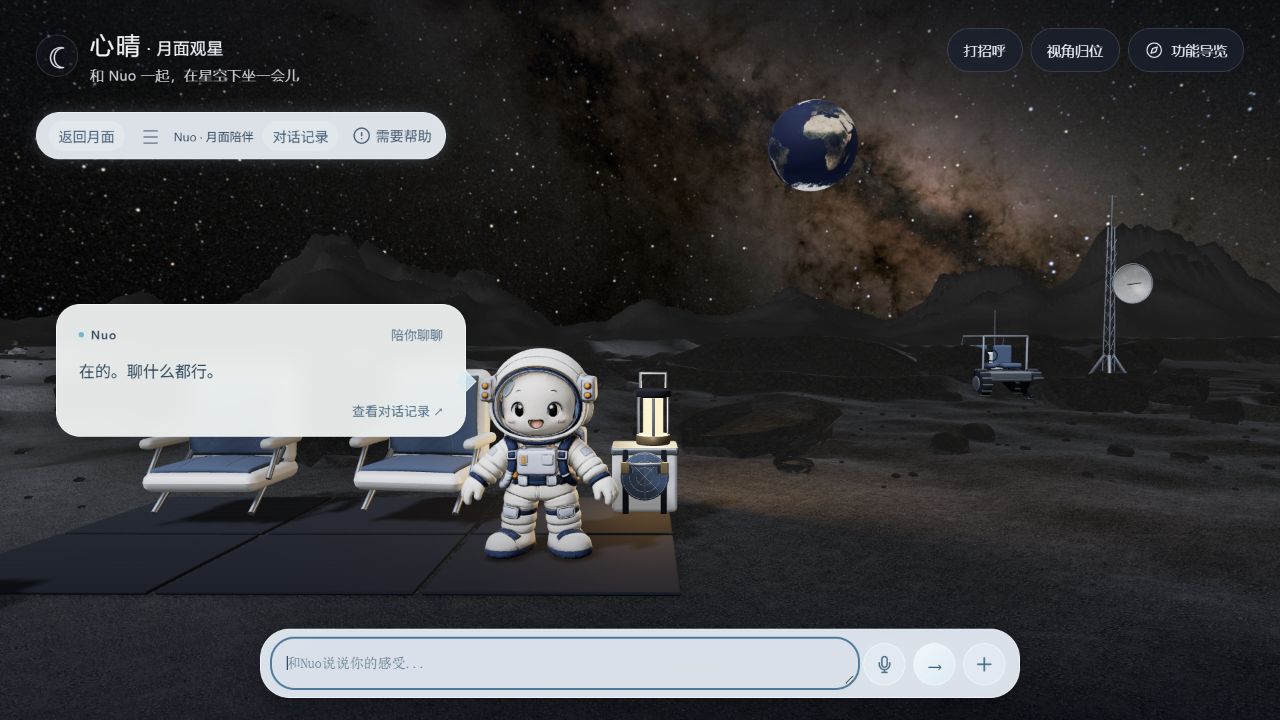 心晴 · 月面观星
和 Nuo 一起，在星空下坐一会儿
打招呼
视角归位
功能导览
返回月面
Nuo · 月面陪伴
对话记录
需要帮助
Nuo
陪你聊聊
在的。聊什么都行。
查看对话记录 ↗
和Nuo说说你的感受...